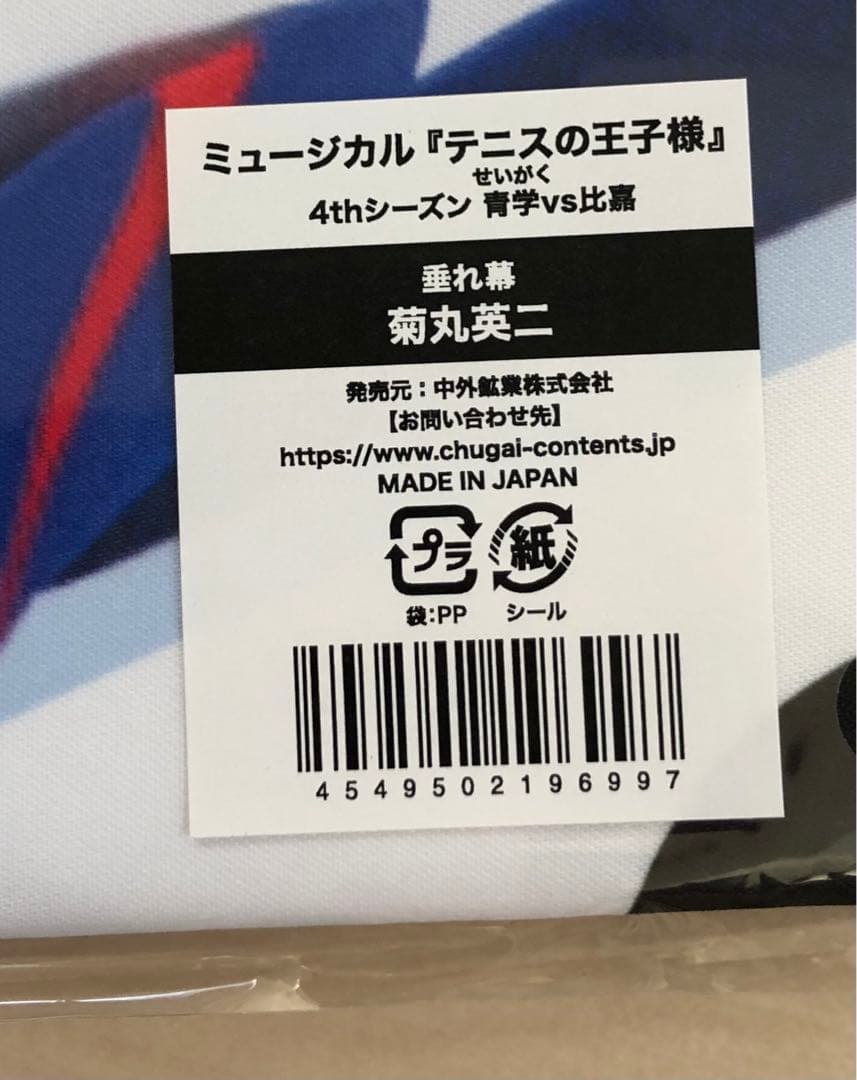 ミュージカル『テニスの王子様』
せいがく
4thシーズン 青学vs比嘉
垂れ幕
菊丸英二
発売元：中外鉱業株式会社
【お問い合わせ先】
https://www.chugai-contents.jp
MADE IN JAPAN
プラ 紙
袋:PP シール
4549502196997